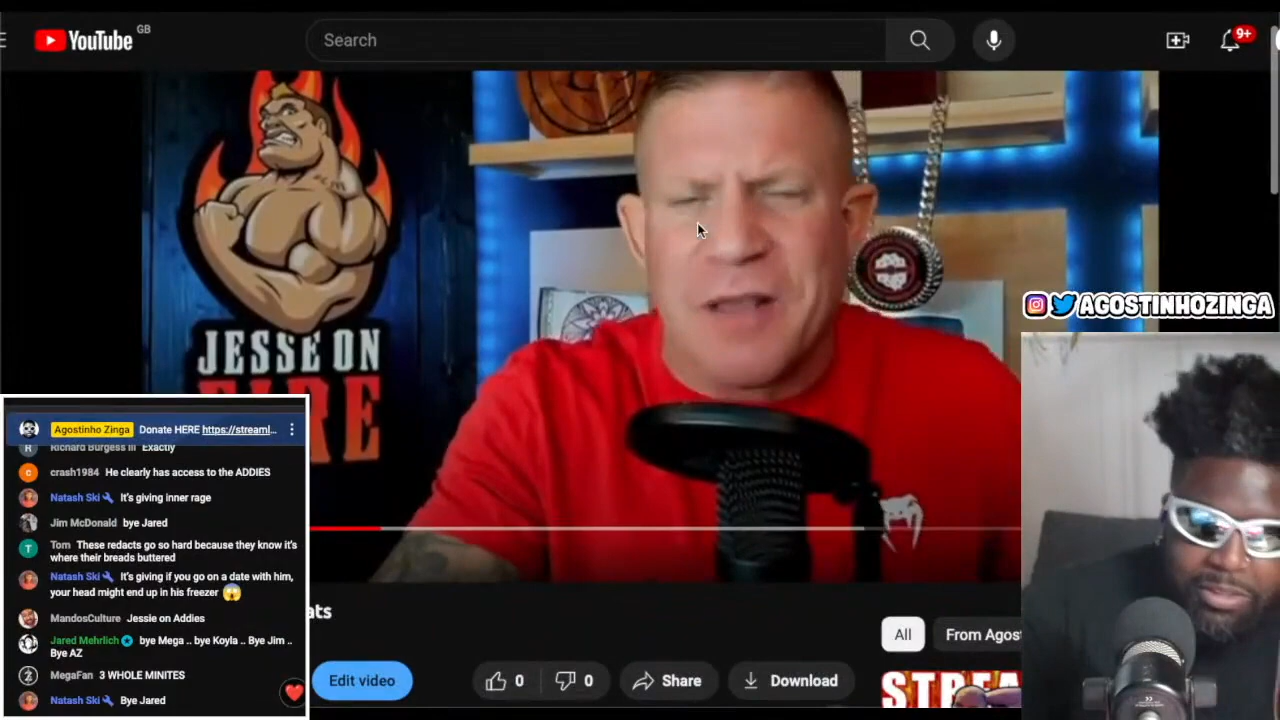 YouTube GB
Search
9+
JESSE ON
FIRE
AGOSTINHOZINGA
Agostinho Zinga Donate HERE https://streaml...
Richard Burgess III Exactly
crash1984 He clearly has access to the ADDIES
Natash Ski It's giving inner rage
Jim McDonald bye Jared
Tom These redacts go so hard because they know it's
where their breads buttered
Natash Ski It's giving if you go on a date with him,
your head might end up in his freezer
MandosCulture Jessie on Addies
Jared Mehrlich bye Mega .. bye Koyla .. Bye Jim ..
Bye AZ
MegaFan 3 WHOLE MINITES
Natash Ski Bye Jared
ats
All
From Agos
Edit video
0
0
Share
Download
STREA